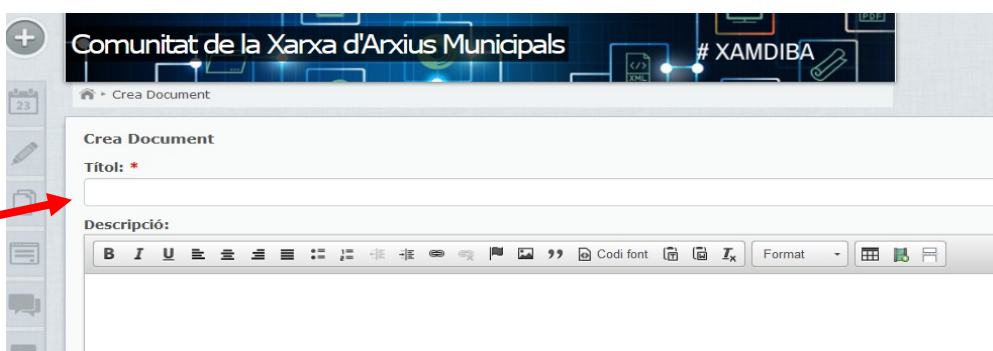 Comunitat de la Xarxa d'Arxius Municipals
# XAMDIBA
PDF
</>
XML
23
Crea Document
Crea Document
Títol: *
Descripció:
B I U Codi font Ix Format